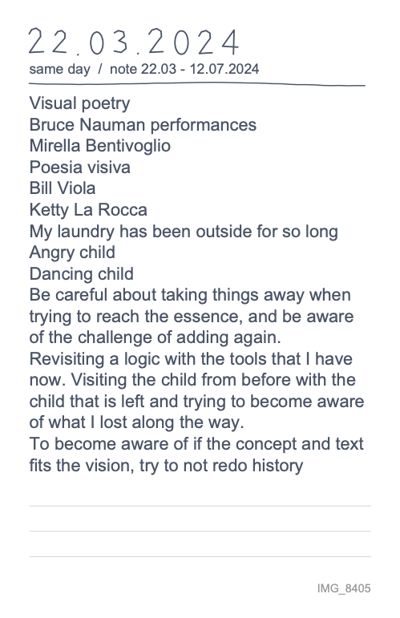 22.03.2024
same day / note 22.03 - 12.07.2024
Visual poetry
Bruce Nauman performances
Mirella Bentivoglio
Poesia visiva
Bill Viola
Ketty La Rocca
My laundry has been outside for so long
Angry child
Dancing child
Be careful about taking things away when
trying to reach the essence, and be aware
of the challenge of adding again.
Revisiting a logic with the tools that I have
now. Visiting the child from before with the
child that is left and trying to become aware
of what I lost along the way.
To become aware of if the concept and text
fits the vision, try to not redo history
IMG_8405